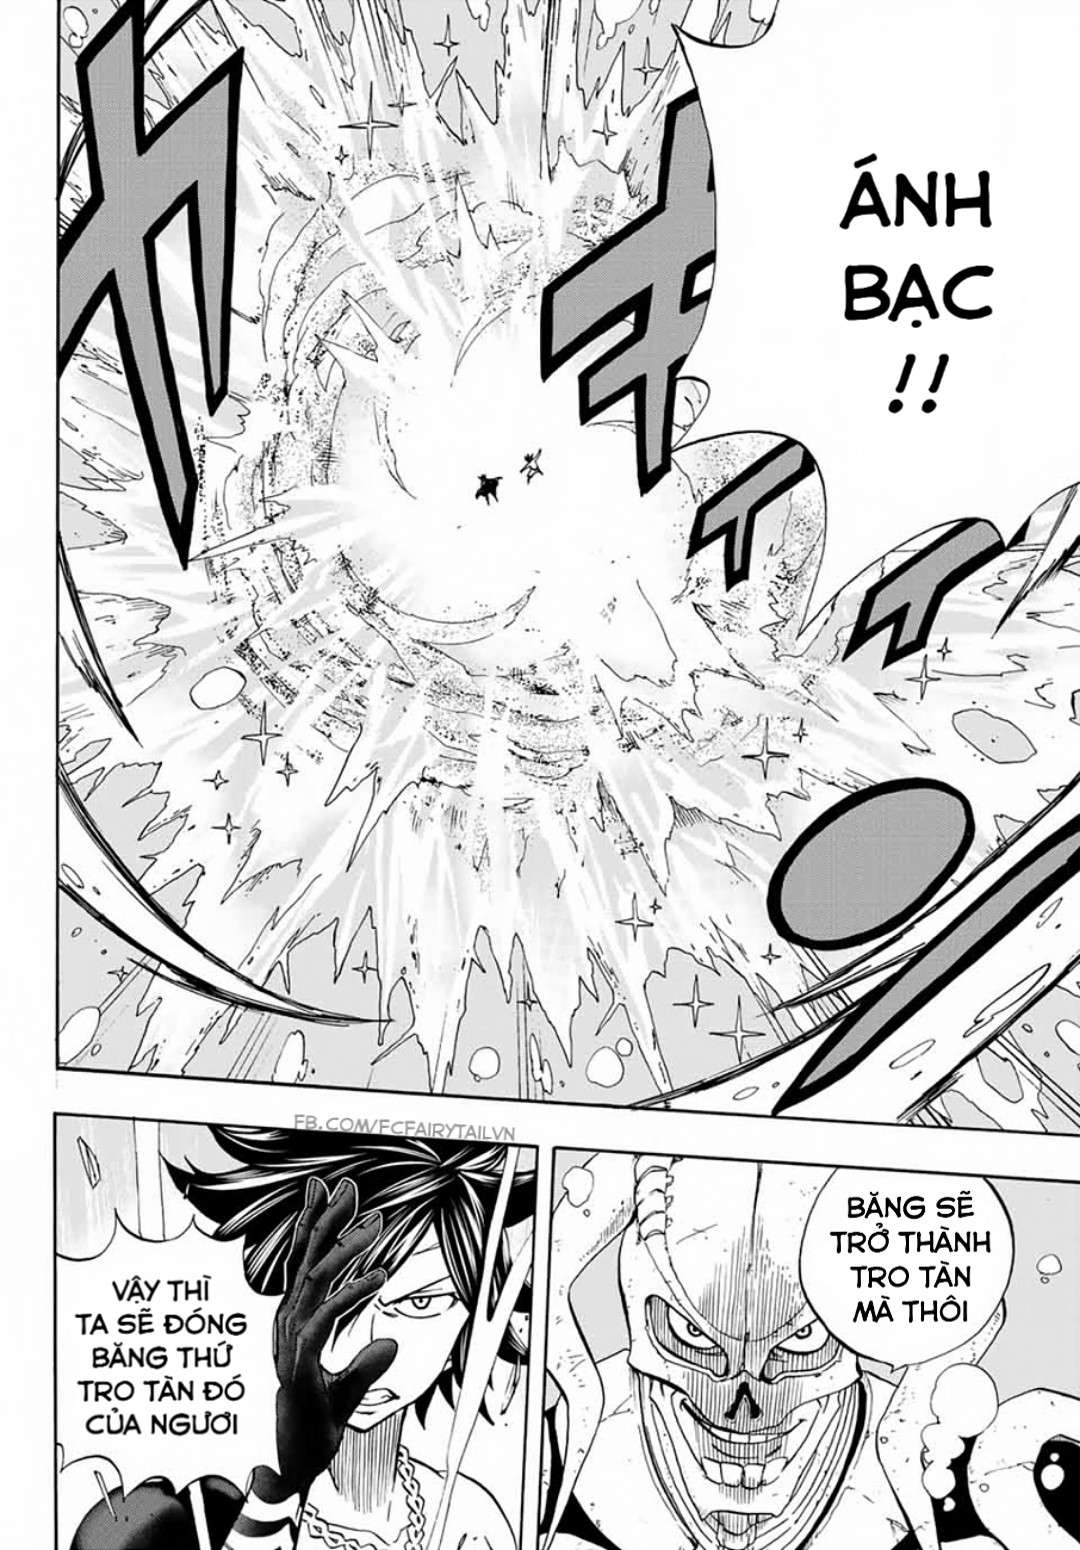 ÁNH
BẠC
!!
FB.COM/FCFAIRYTAILVN
BĂNG SẼ
TRỞ THÀNH
TRO TÀN
MÀ THÔI
VẬY THÌ
TA SẼ ĐÓNG
BĂNG THỨ
TRO TÀN ĐÓ
CỦA NGƯƠI